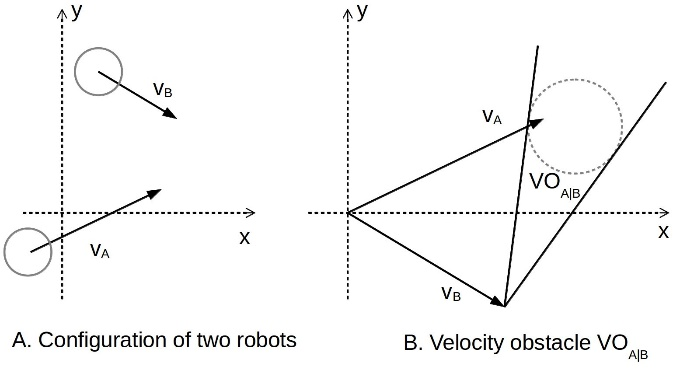 y
v_B
v_A
x
A. Configuration of two robots
y
v_A
VO_A|B
x
v_B
B. Velocity obstacle VO_A|B